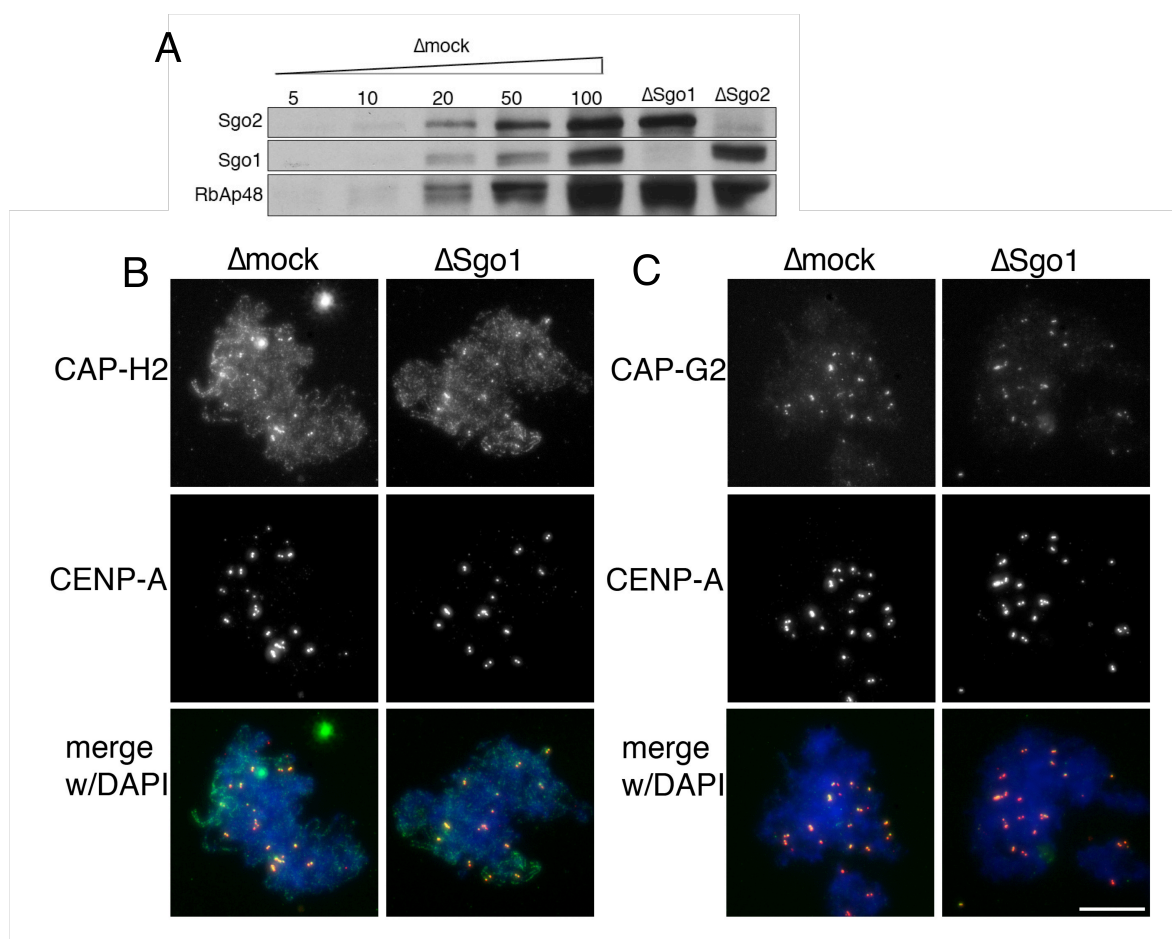 A
Δmock
5 10 20 50 100 ΔSgo1 ΔSgo2
Sgo2
Sgo1
RbAp48
B
Δmock ΔSgo1
CAP-H2
CENP-A
merge
w/DAPI
C
Δmock ΔSgo1
CAP-G2
CENP-A
merge
w/DAPI